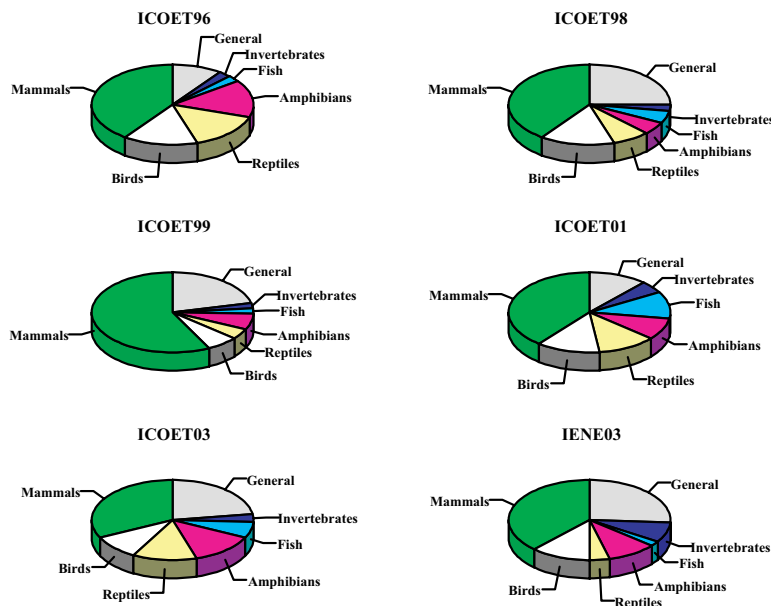 ICOET96
General
Invertebrates
Fish
Mammals
Amphibians
Reptiles
Birds
ICOET98
General
Mammals
Invertebrates
Fish
Amphibians
Reptiles
Birds
ICOET99
General
Invertebrates
Fish
Mammals
Amphibians
Reptiles
Birds
ICOET01
General
Invertebrates
Mammals
Fish
Amphibians
Reptiles
Birds
ICOET03
General
Mammals
Invertebrates
Fish
Birds
Amphibians
Reptiles
IENE03
General
Mammals
Invertebrates
Fish
Amphibians
Birds
Reptiles